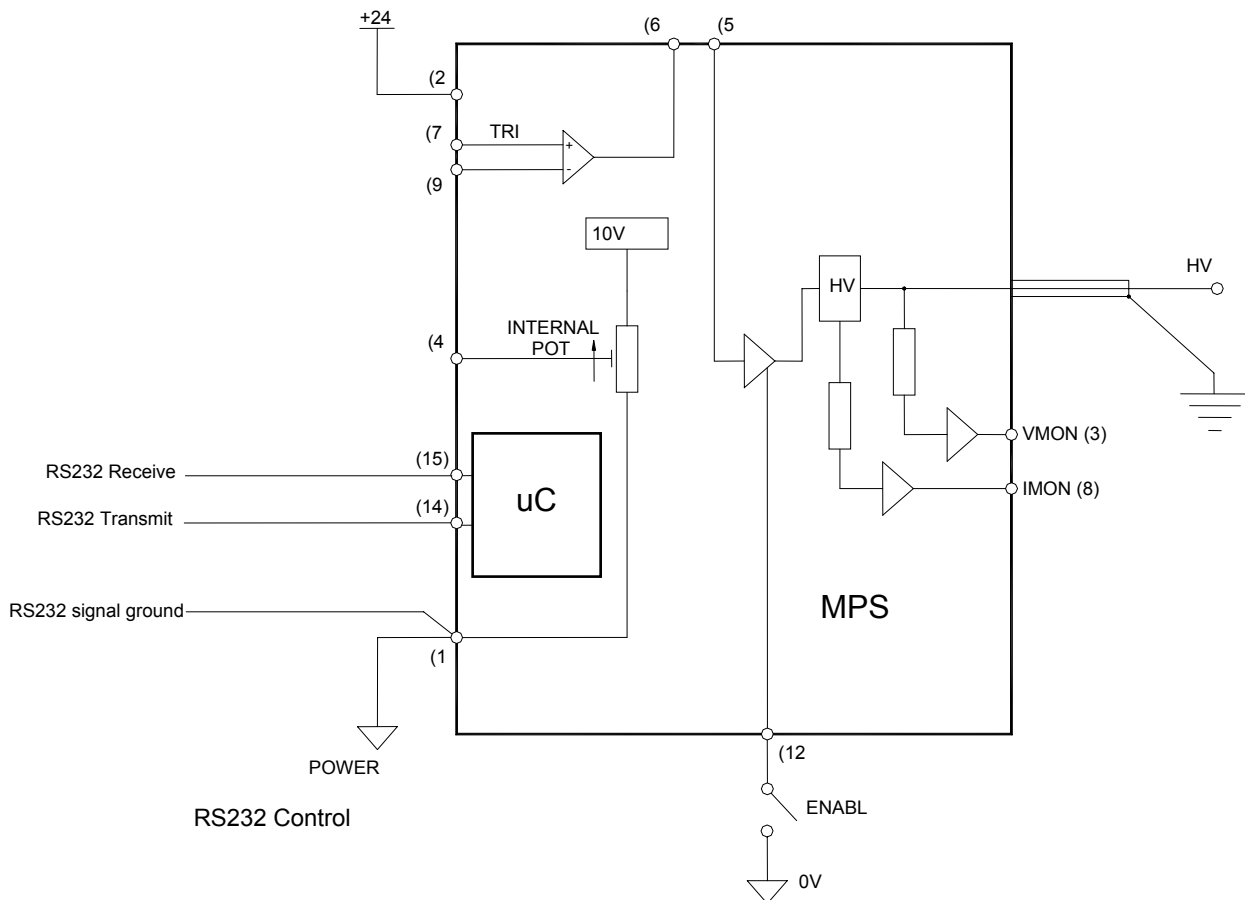 +24
(6)
(5
(2
(7
TRI
+
-
(9
10V
HV
HV
INTERNAL
POT
(4
VMON (3)
(15)
RS232 Receive
IMON (8)
uC
(14)
RS232 Transmit
MPS
RS232 signal ground
(1
(12
POWER
ENABL
RS232 Control
0V